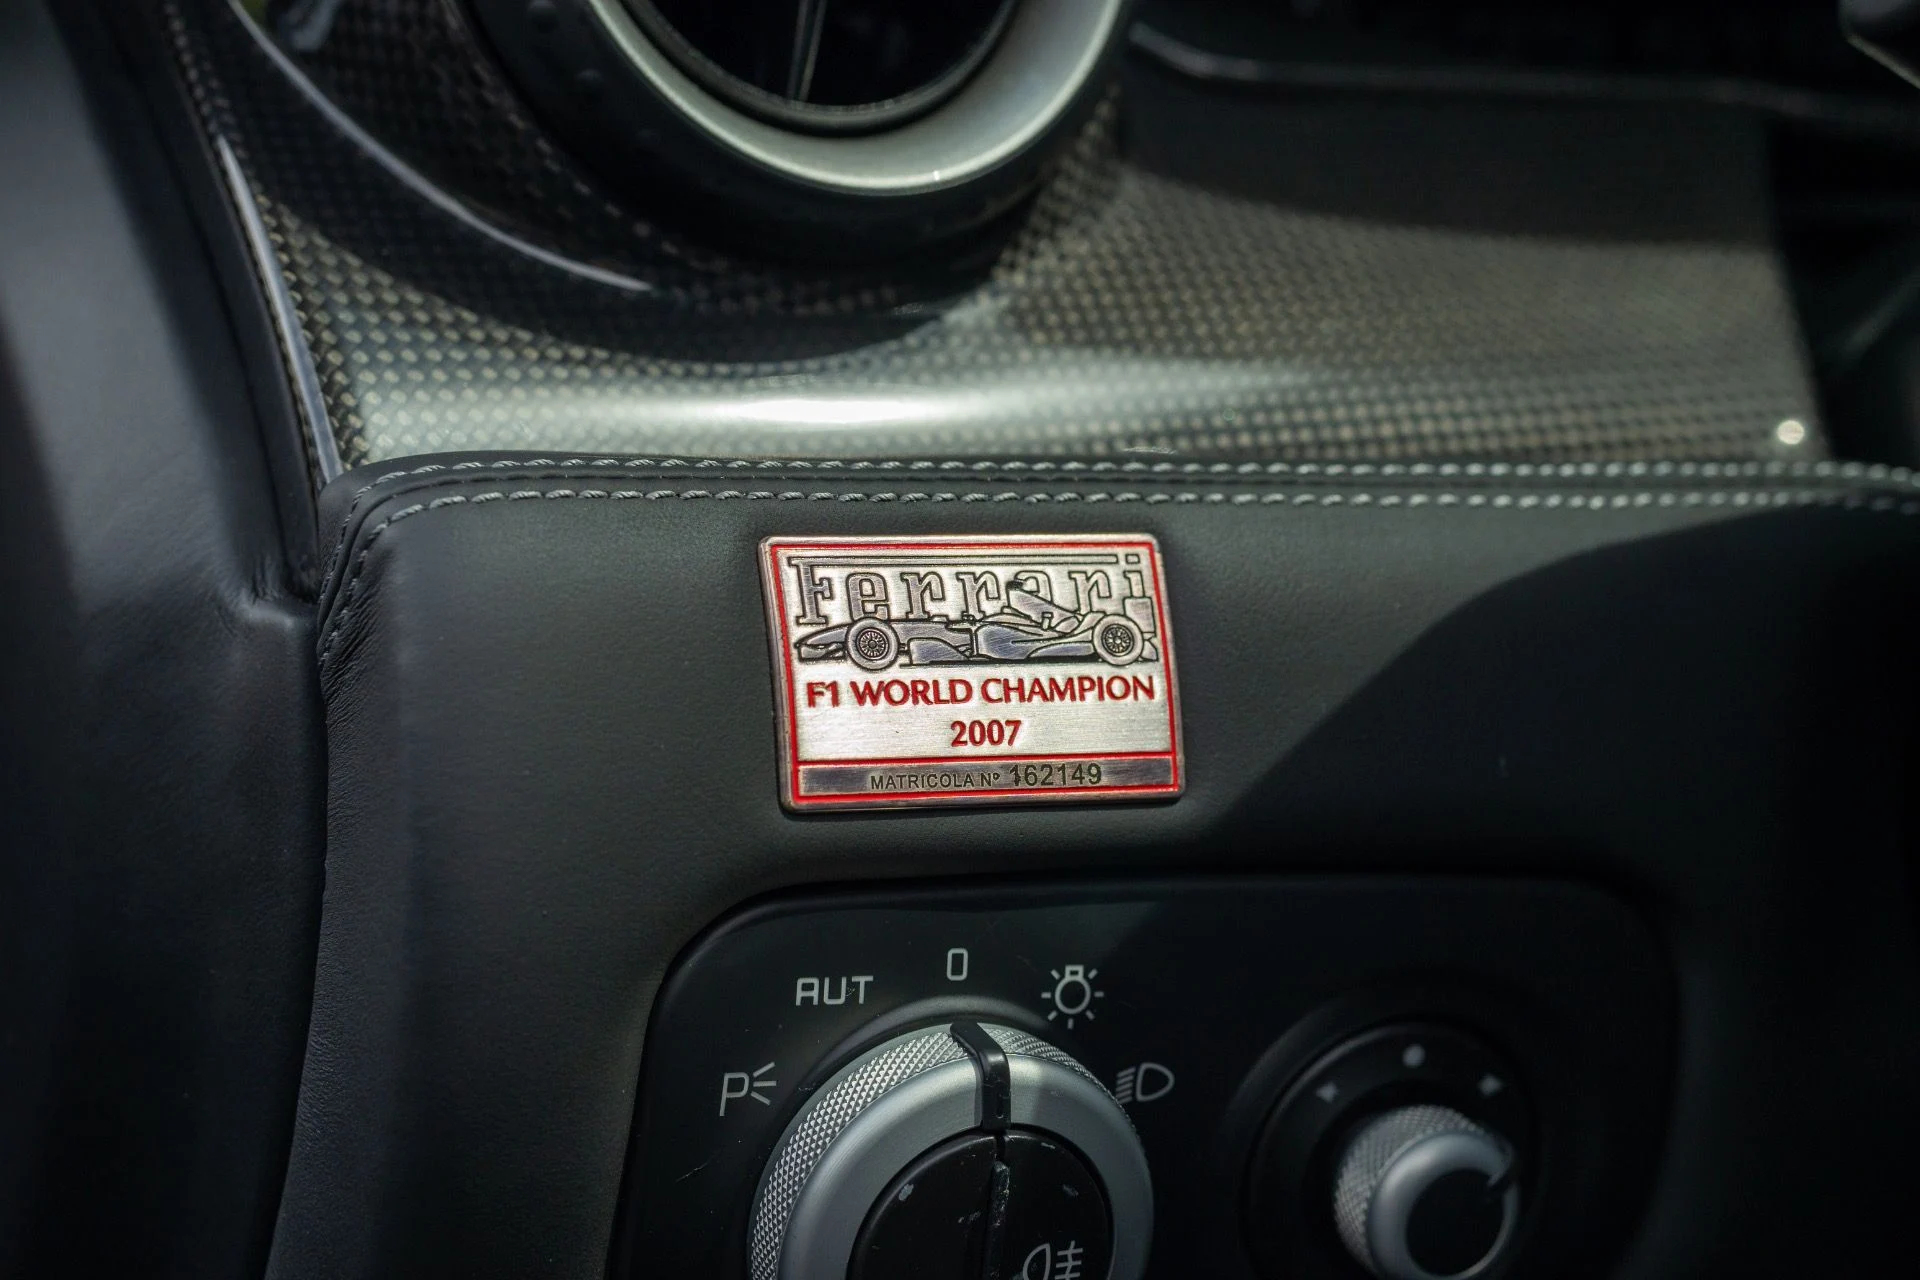 Ferrari
F1 WORLD CHAMPION
2007
MATRICOLA Nº 162149
AUT
0
P